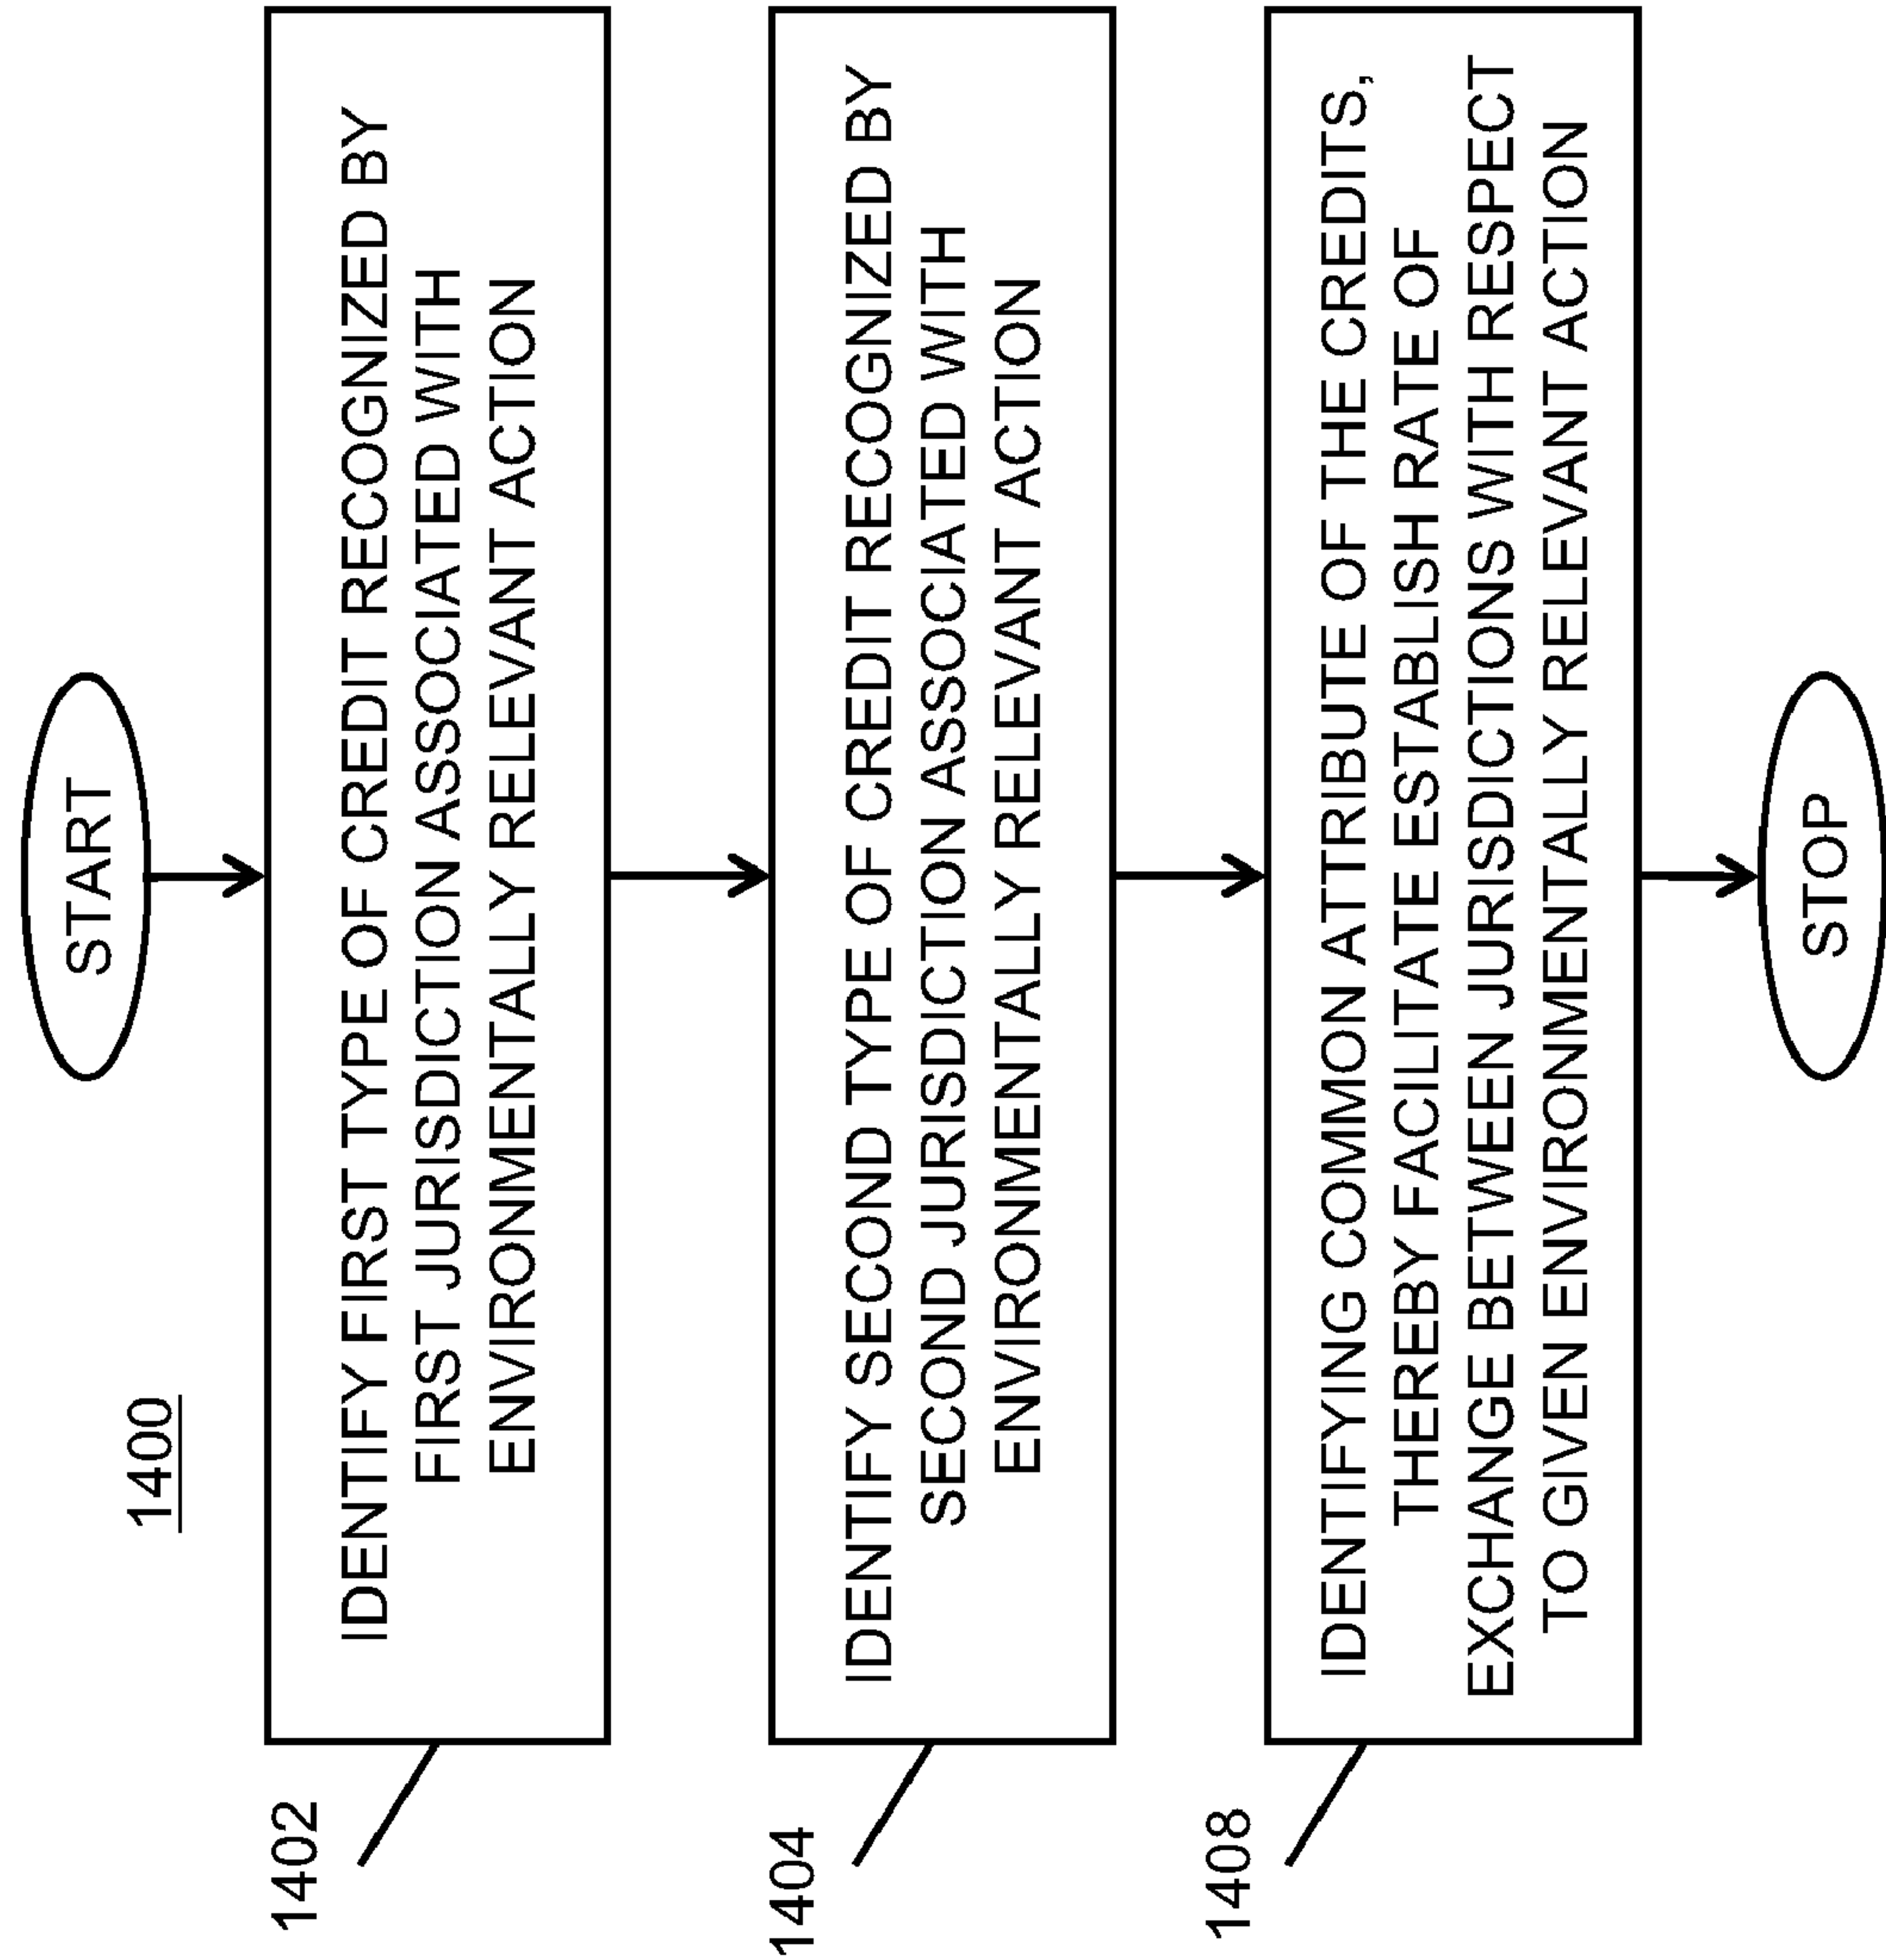 1400
START
1402
IDENTIFY FIRST TYPE OF CREDIT RECOGNIZED BY
FIRST JURISDICTION ASSOCIATED WITH
ENVIRONMENTALLY RELEVANT ACTION
1404
IDENTIFY SECOND TYPE OF CREDIT RECOGNIZED BY
SECOND JURISDICTION ASSOCIATED WITH
ENVIRONMENTALLY RELEVANT ACTION
1408
IDENTIFYING COMMON ATTRIBUTE OF THE CREDITS,
THEREBY FACILITATE ESTABLISH RATE OF
EXCHANGE BETWEEN JURISDICTIONS WITH RESPECT
TO GIVEN ENVIRONMENTALLY RELEVANT ACTION
STOP